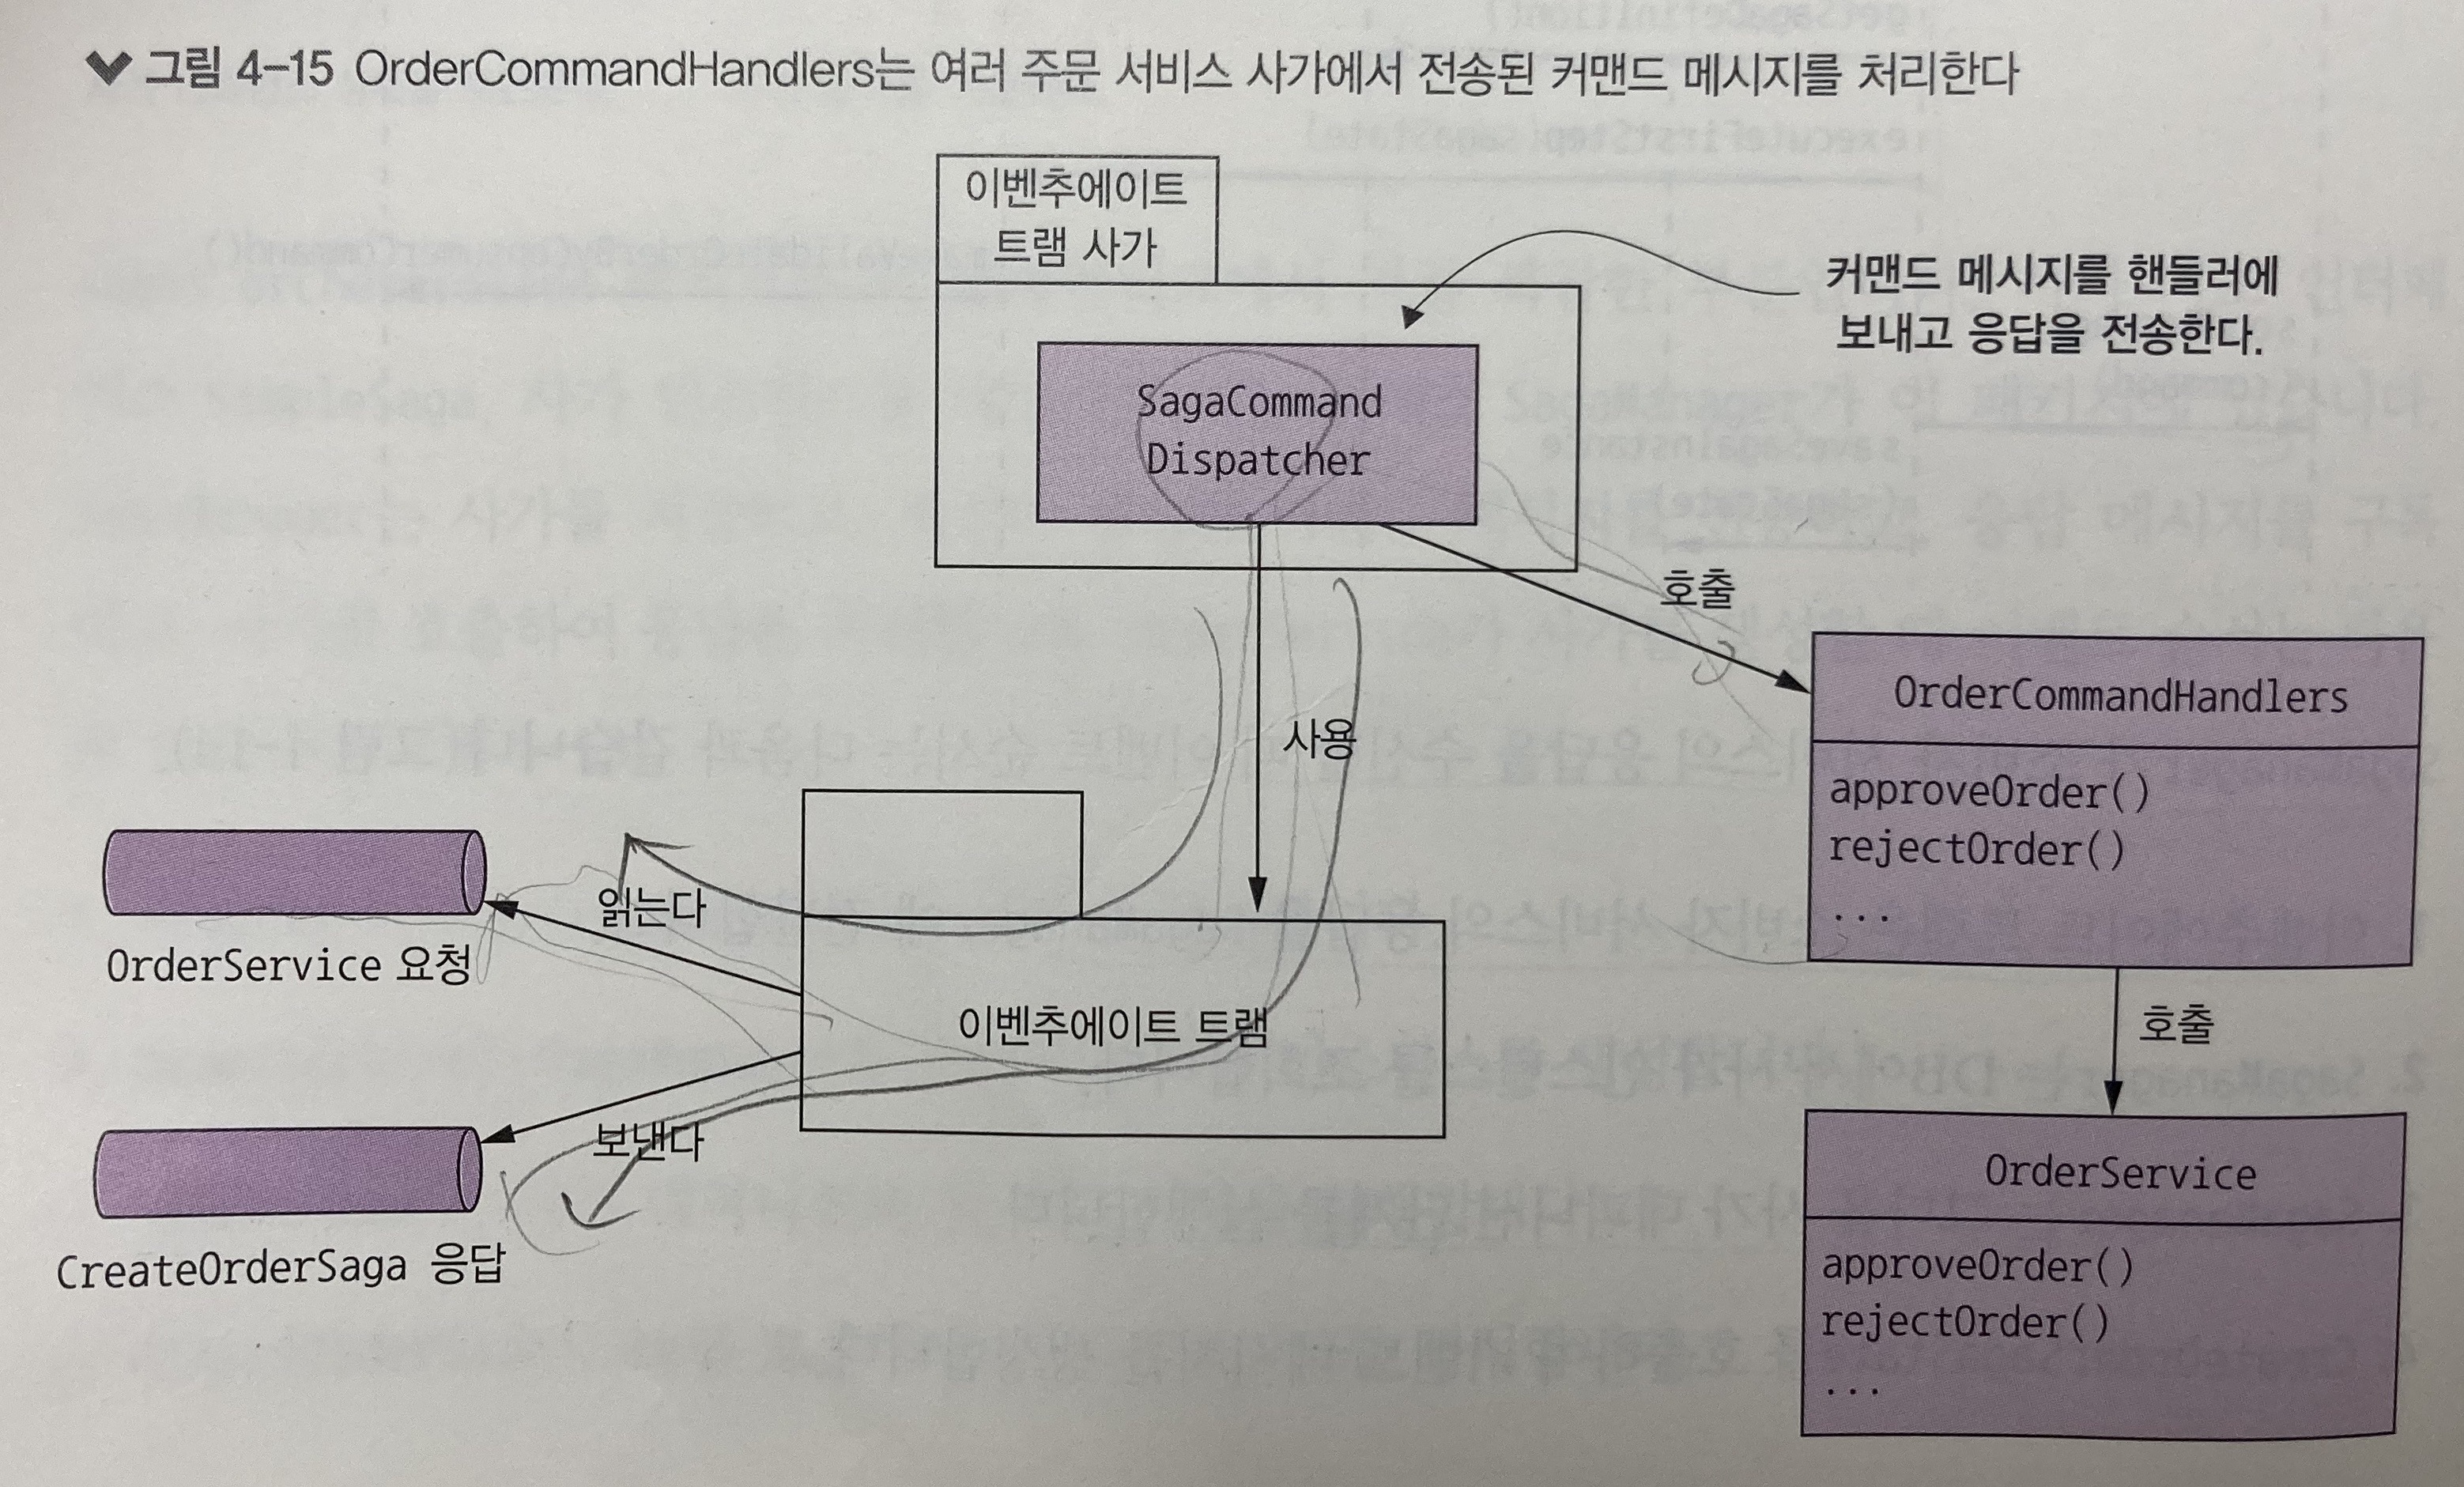 그림 4-15 OrderCommandHandlers는 여러 주문 서비스 사가에서 전송된 커맨드 메시지를 처리한다
이벤추에이트
트램 사가
커맨드 메시지를 핸들러에
보내고 응답을 전송한다.
SagaCommand
Dispatcher
호출
OrderCommandHandlers
approveOrder()
rejectOrder()
...
사용
읽는다
OrderService 요청
이벤추에이트 트램
보낸다
CreateOrderSaga 응답
호출
OrderService
approveOrder()
rejectOrder()
...